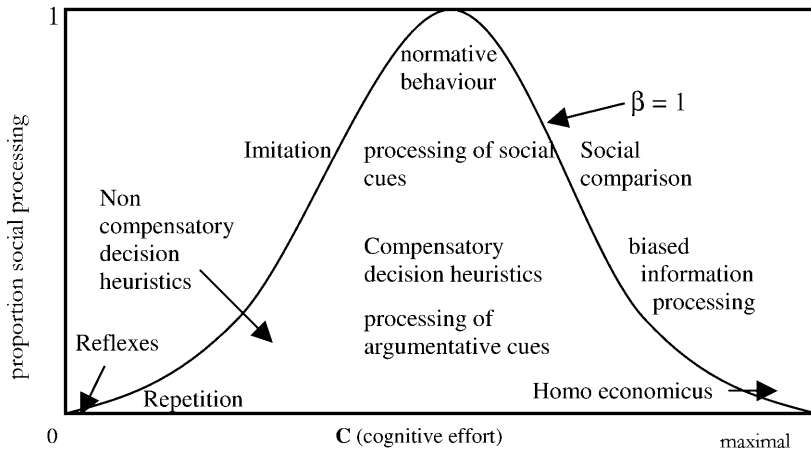 1
proportion social processing
normative
behaviour
β = 1
Imitation
processing of social
cues
Social
comparison
Non
compensatory
decision
heuristics
Compensatory
decision heuristics
biased
information
processing
processing of
argumentative cues
Reflexes
Repetition
Homo economicus
0
C (cognitive effort)
maximal